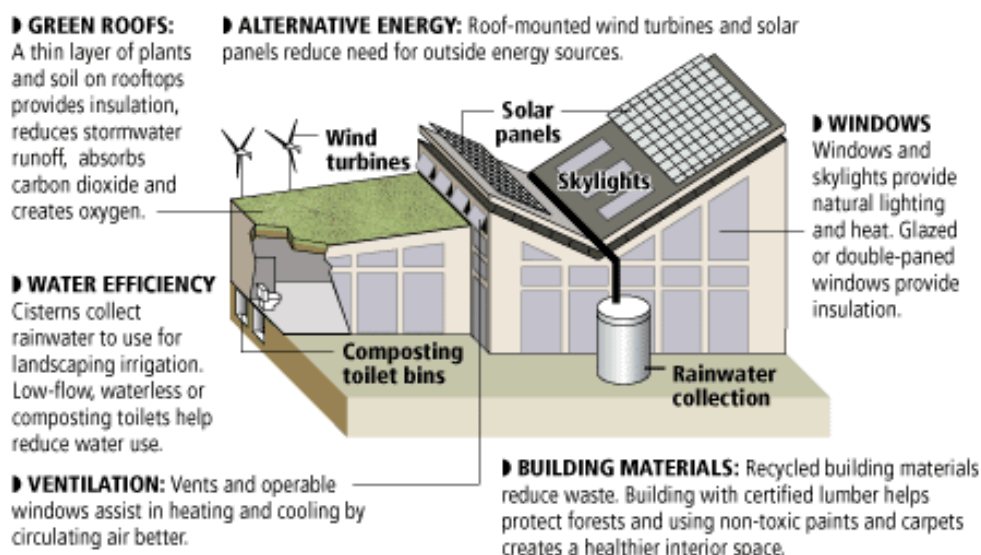 ◗ GREEN ROOFS:
A thin layer of plants
and soil on rooftops
provides insulation,
reduces stormwater
runoff, absorbs
carbon dioxide and
creates oxygen.
◗ ALTERNATIVE ENERGY: Roof-mounted wind turbines and solar
panels reduce need for outside energy sources.
Wind
turbines
Solar
panels
Skylights
◗ WINDOWS
Windows and
skylights provide
natural lighting
and heat. Glazed
or double-paned
windows provide
insulation.
◗ WATER EFFICIENCY
Cisterns collect
rainwater to use for
landscaping irrigation.
Low-flow, waterless or
composting toilets help
reduce water use.
Composting
toilet bins
Rainwater
collection
◗ VENTILATION: Vents and operable
windows assist in heating and cooling by
circulating air better.
◗ BUILDING MATERIALS: Recycled building materials
reduce waste. Building with certified lumber helps
protect forests and using non-toxic paints and carpets
creates a healthier interior space.